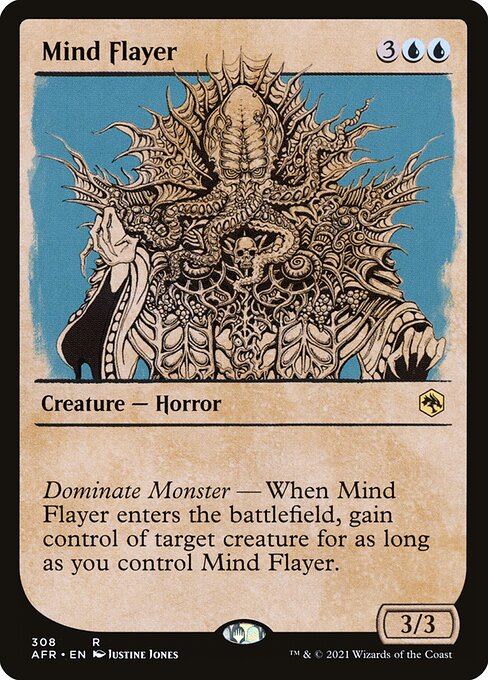 Mind Flayer 3
Creature — Horror
Dominate Monster — When Mind
Flayer enters the battlefield, gain
control of target creature for as long
as you control Mind Flayer.
3/3
308 R
AFR • EN Justine Jones
™ & © 2021 Wizards of the Coast